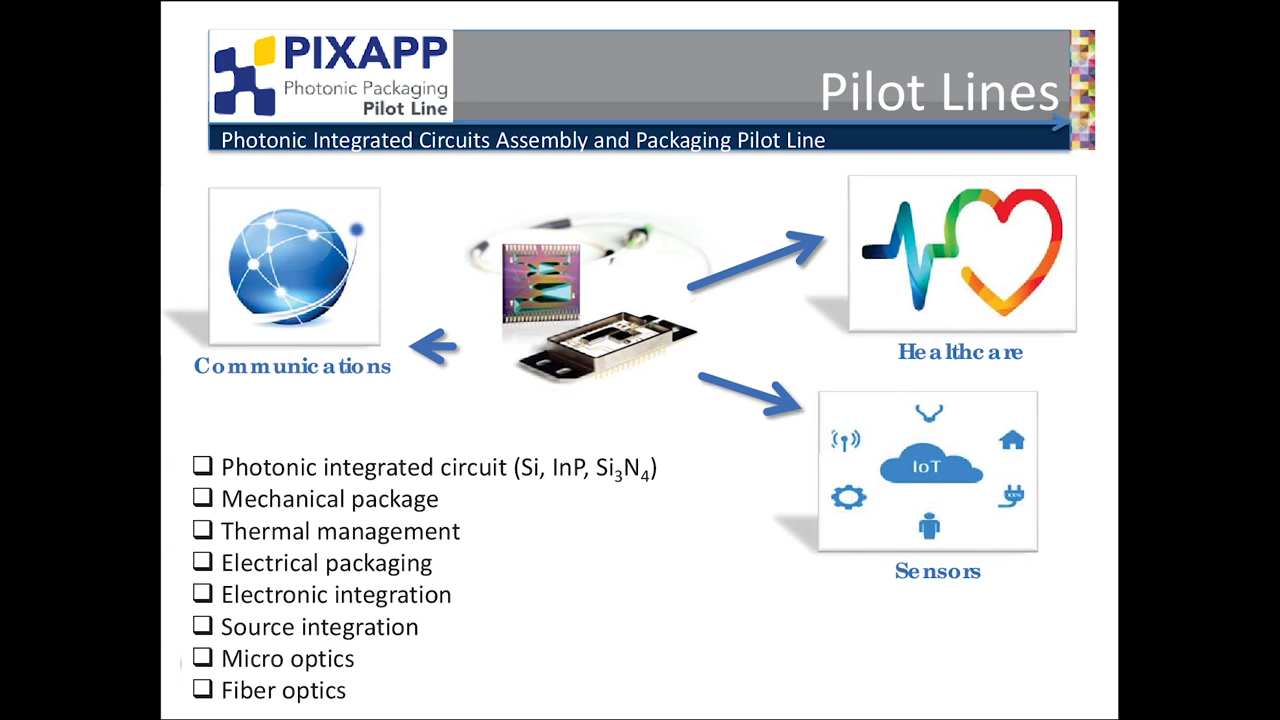 PIXAPP
Photonic Packaging
Pilot Line
Pilot Lines
Photonic Integrated Circuits Assembly and Packaging Pilot Line
Communications
Healthcare
IoT
Sensors
❑ Photonic integrated circuit (Si, InP, Si₃N₄)
❑ Mechanical package
❑ Thermal management
❑ Electrical packaging
❑ Electronic integration
❑ Source integration
❑ Micro optics
❑ Fiber optics